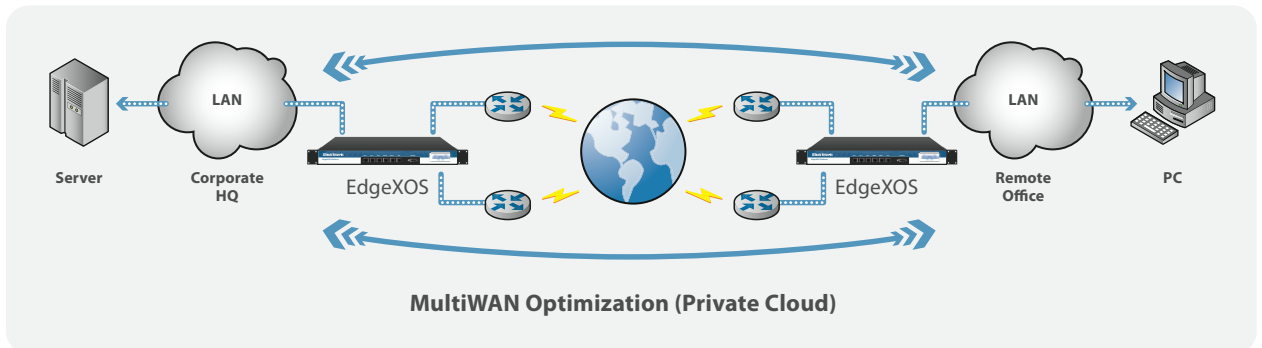 LAN
LAN
Server
Corporate
HQ
EdgeXOS
EdgeXOS
Remote
Office
PC
MultiWAN Optimization (Private Cloud)